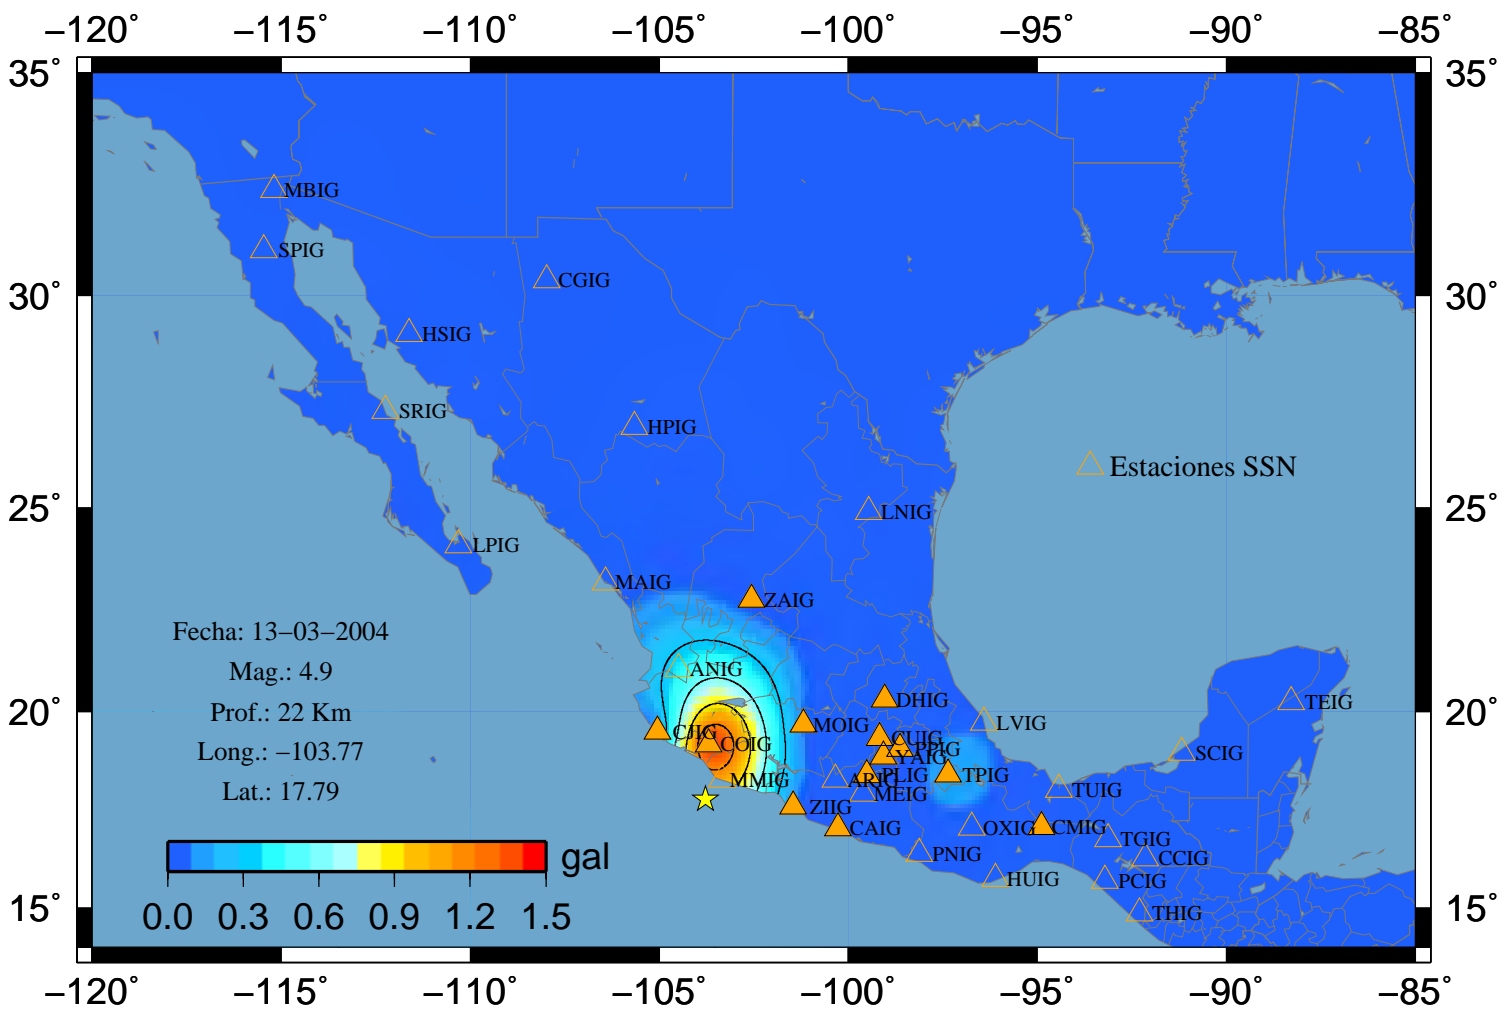 −120° −115° −110° −105° −100° −95° −90° −85°
35° 35°
MBIG
SPIG
CGIG
30° 30°
HSIG
SRIG
HPIG
Estaciones SSN
25° 25°
LNIG
LPIG
MAIG
ZAIG
Fecha: 13−03−2004
Mag.: 4.9
Prof.: 22 Km
Long.: −103.77
Lat.: 17.79
ANIG
DHIG
TEIG
20° 20°
MOIG
LVIG
CJIG
COIG
CUIG
PPIG
YAIG
SCIG
PLIG
TPIG
MMIG
ARIG
MEIG
TUIG
ZIIG
CAIG
OXIG
CMIG
TGIG
PNIG
CCIG
HUIG
PCIG
THIG
gal
0.0 0.3 0.6 0.9 1.2 1.5
15° 15°
−120° −115° −110° −105° −100° −95° −90° −85°